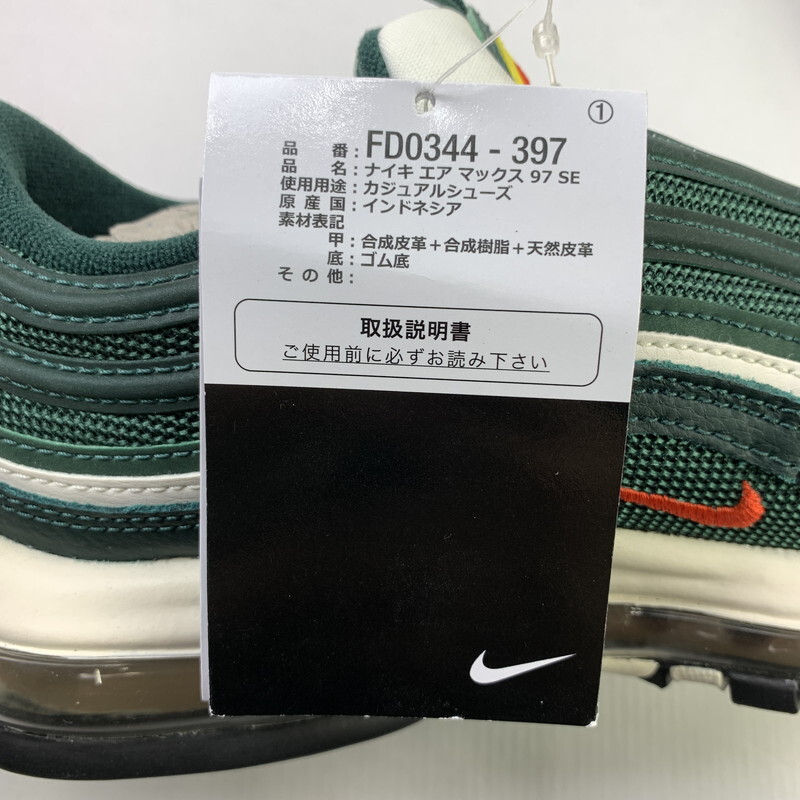 ①
品番：FD0344 - 397
品名：ナイキ エア マックス 97 SE
使用用途：カジュアルシューズ
原産国：インドネシア
素材表記
甲：合成皮革＋合成樹脂＋天然皮革
底：ゴム底
その他：
取扱説明書
ご使用前に必ずお読み下さい